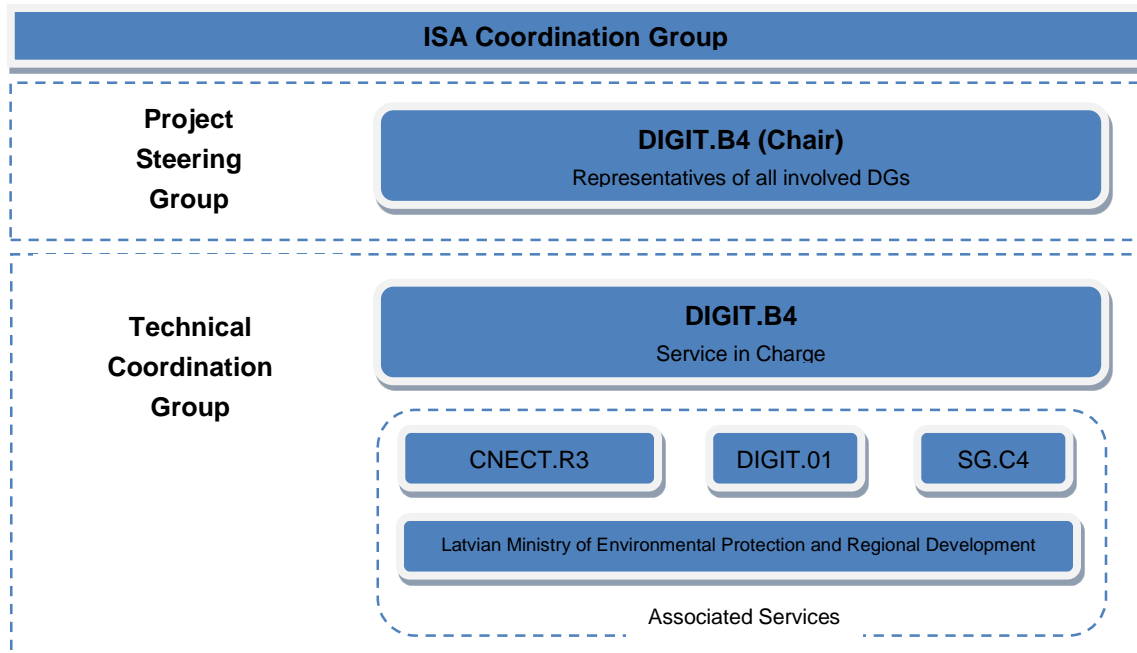 ISA Coordination Group
Project
Steering
Group
DIGIT.B4 (Chair)
Representatives of all involved DGs
Technical
Coordination
Group
DIGIT.B4
Service in Charge
CNECT.R3
DIGIT.01
SG.C4
Latvian Ministry of Environmental Protection and Regional Development
Associated Services